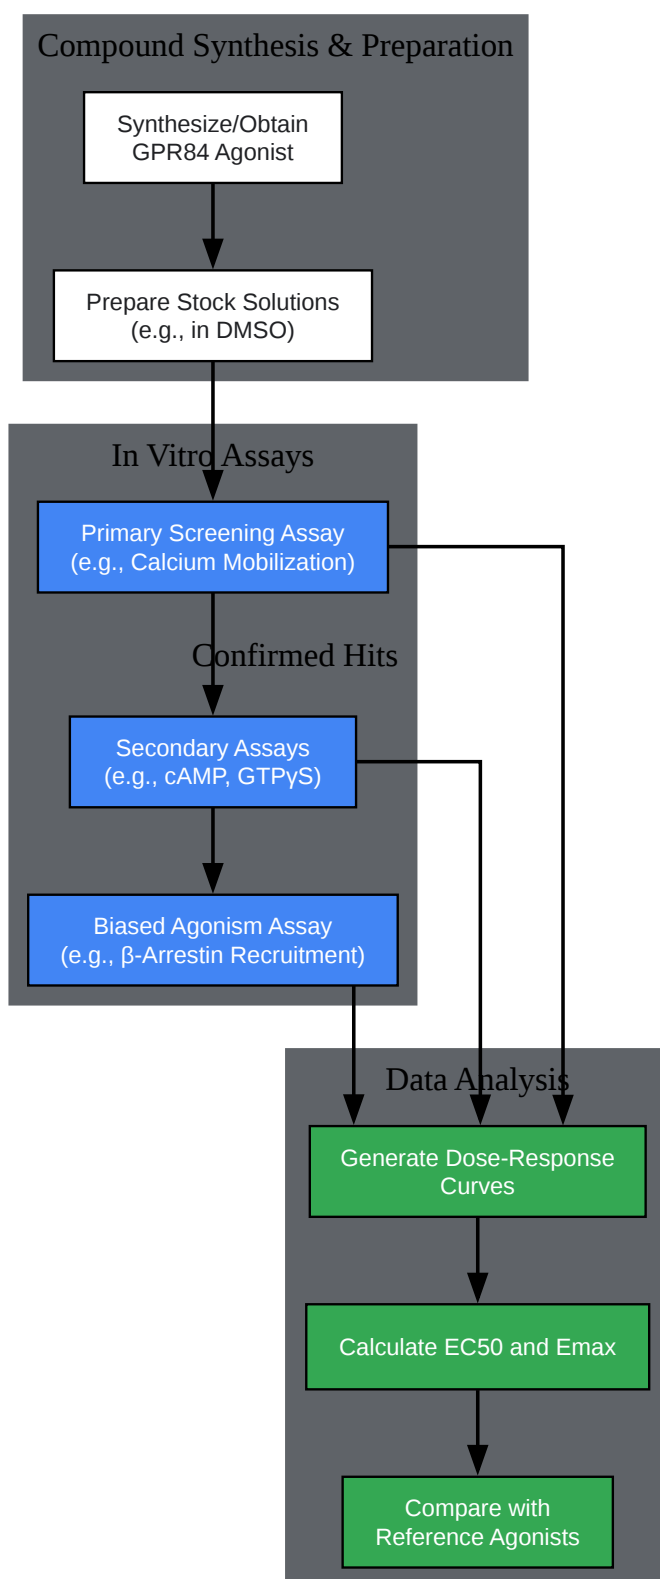 Compound Synthesis & Preparation
Synthesize/Obtain
GPR84 Agonist
Prepare Stock Solutions
(e.g., in DMSO)
In Vitro Assays
Primary Screening Assay
(e.g., Calcium Mobilization)
Confirmed Hits
Secondary Assays
(e.g., cAMP, GTPγS)
Biased Agonism Assay
(e.g., β-Arrestin Recruitment)
Data Analysis
Generate Dose-Response
Curves
Calculate EC50 and Emax
Compare with
Reference Agonists